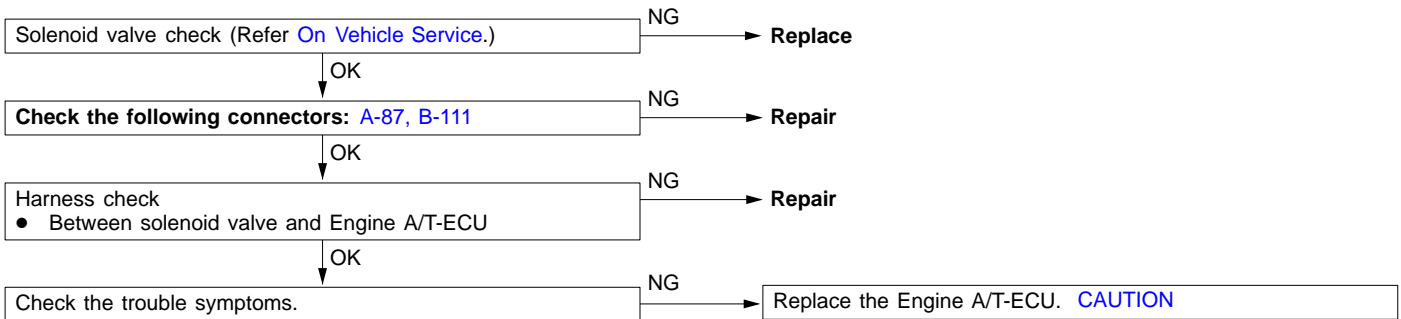 Solenoid valve check (Refer On Vehicle Service.)
NG
Replace
OK
Check the following connectors: A-87, B-111
NG
Repair
OK
Harness check
● Between solenoid valve and Engine A/T-ECU
NG
Repair
OK
Check the trouble symptoms.
NG
Replace the Engine A/T-ECU. CAUTION